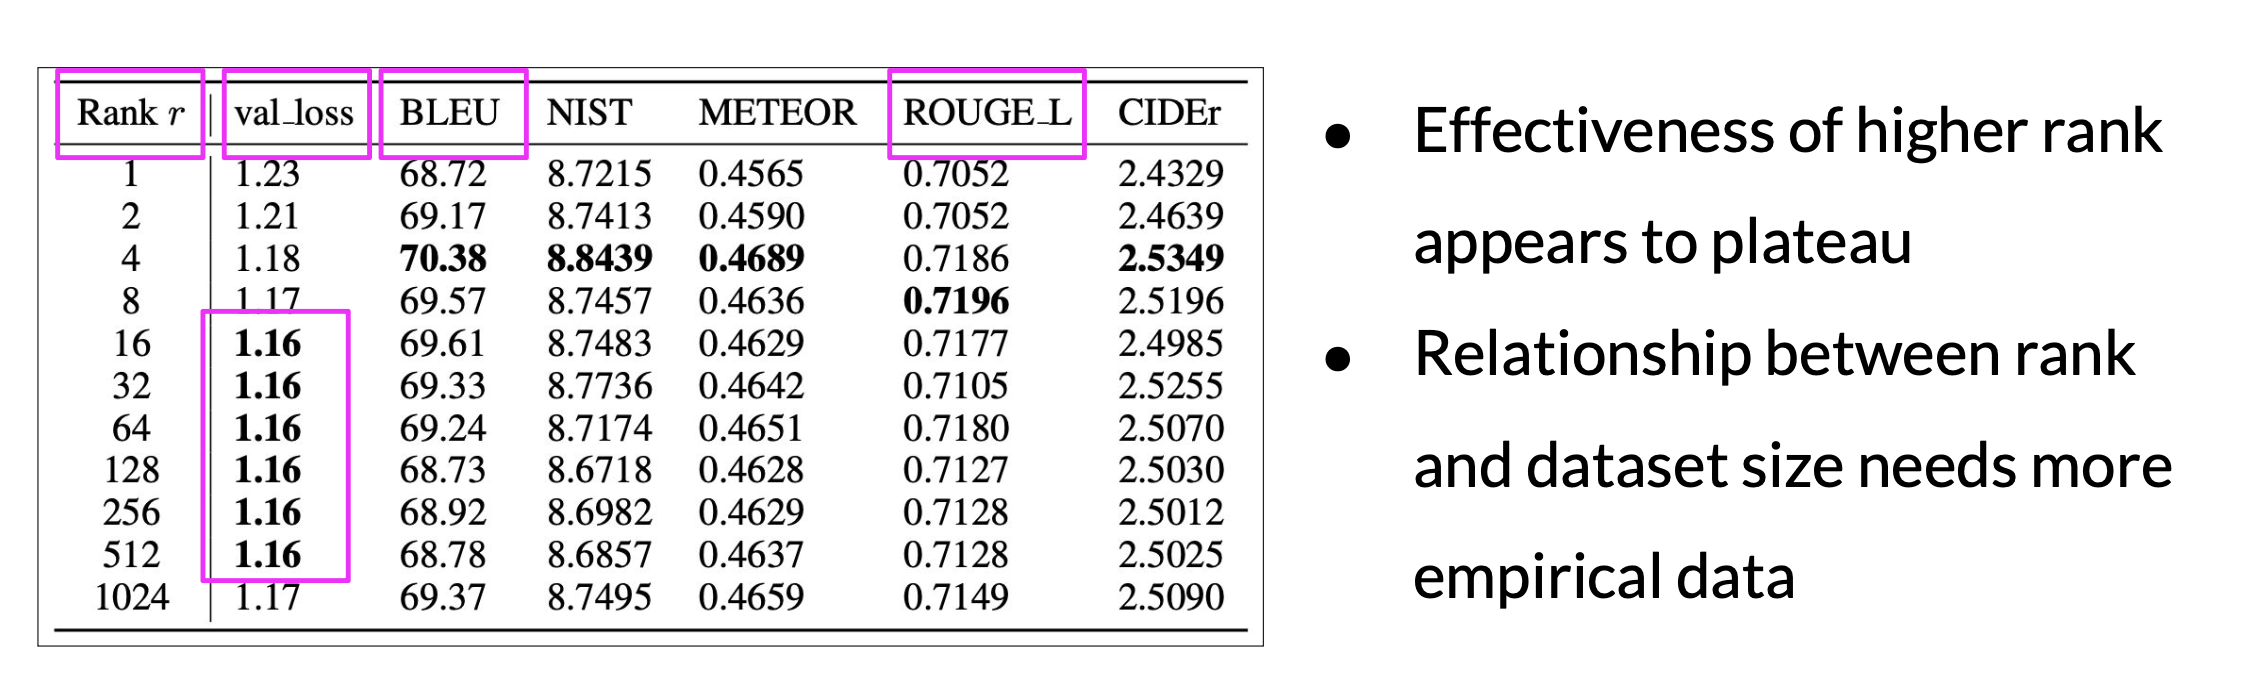 Rank r val_loss BLEU NIST METEOR ROUGE_L CIDEr
1 1.23 68.72 8.7215 0.4565 0.7052 2.4329
2 1.21 69.17 8.7413 0.4590 0.7052 2.4639
4 1.18 70.38 8.8439 0.4689 0.7186 2.5349
8 1.17 69.57 8.7457 0.4636 0.7196 2.5196
16 1.16 69.61 8.7483 0.4629 0.7177 2.4985
32 1.16 69.33 8.7736 0.4642 0.7105 2.5255
64 1.16 69.24 8.7174 0.4651 0.7180 2.5070
128 1.16 68.73 8.6718 0.4628 0.7127 2.5030
256 1.16 68.92 8.6982 0.4629 0.7128 2.5012
512 1.16 68.78 8.6857 0.4637 0.7128 2.5025
1024 1.17 69.37 8.7495 0.4659 0.7149 2.5090
● Effectiveness of higher rank
appears to plateau
● Relationship between rank
and dataset size needs more
empirical data